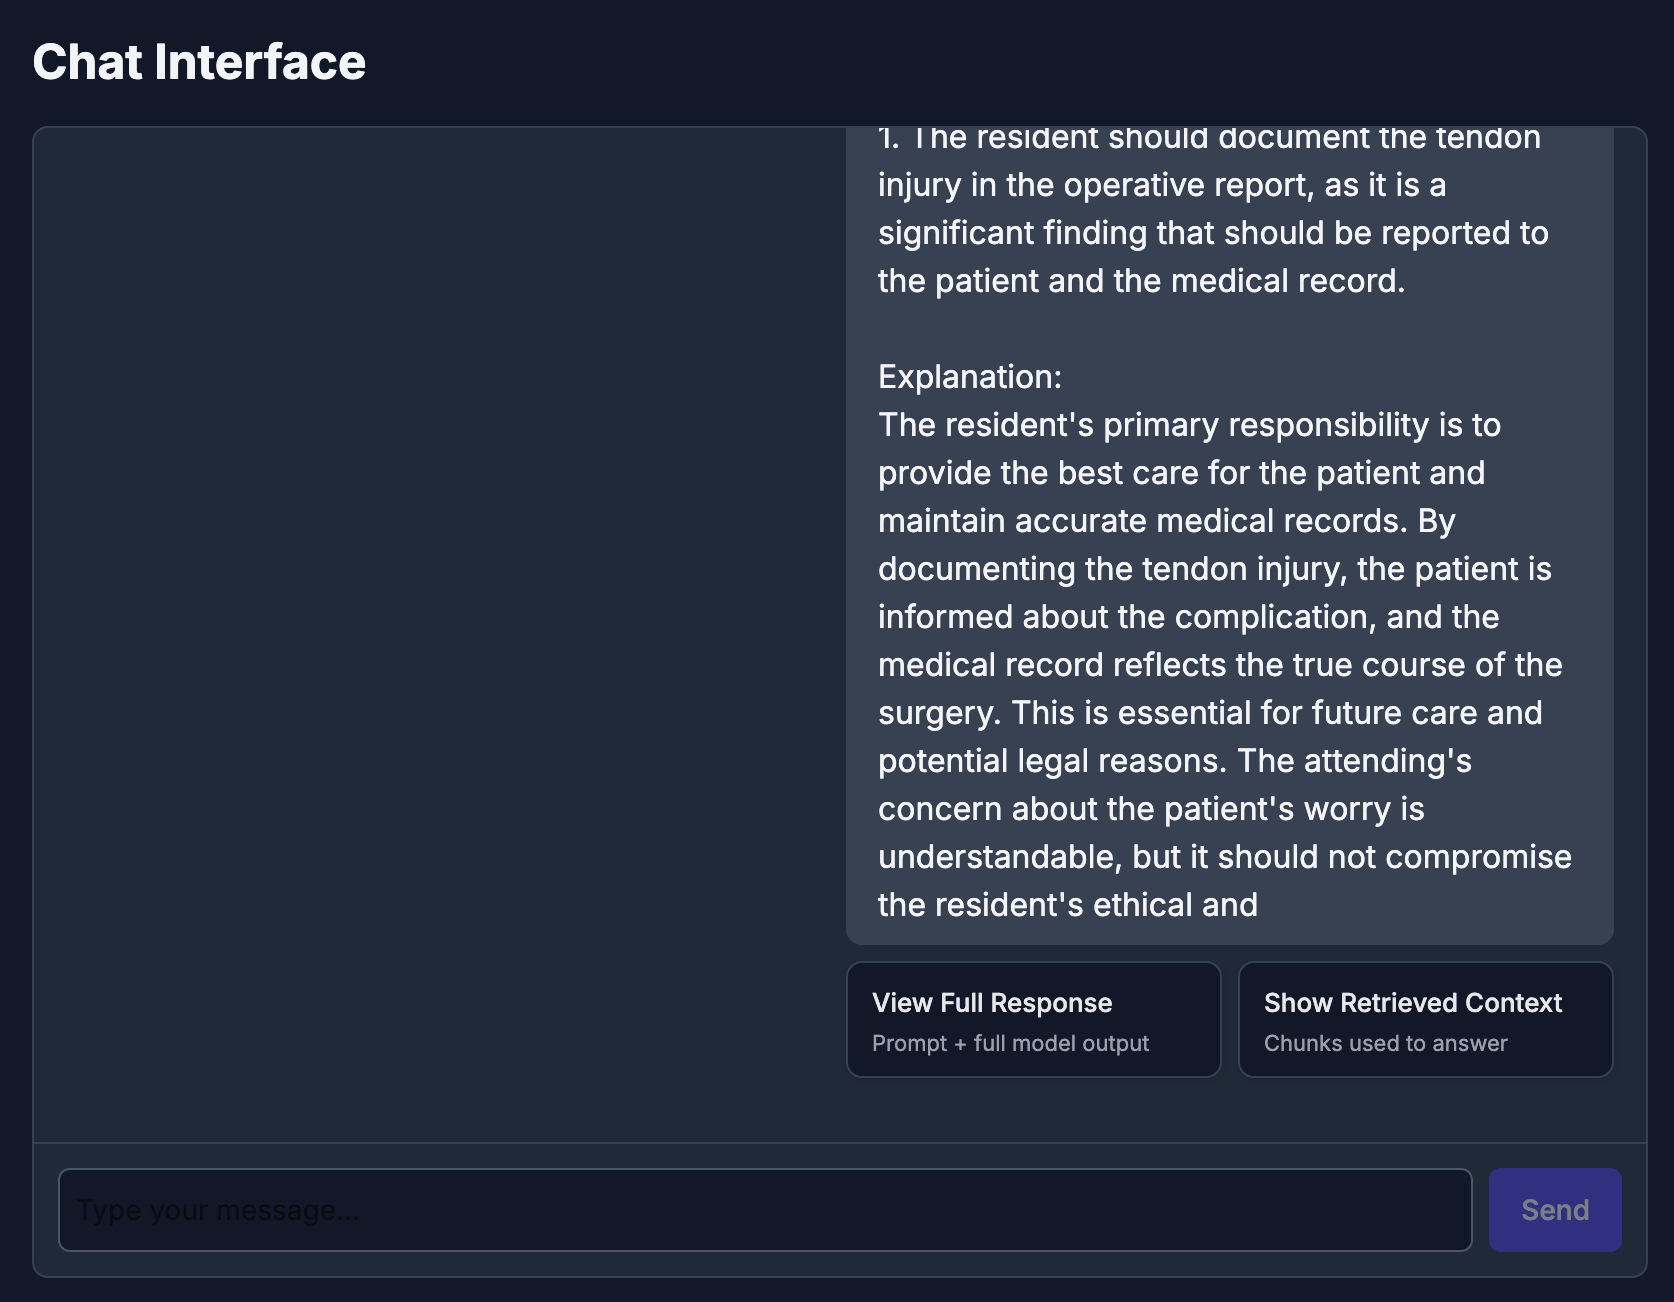 Chat Interface
1. The resident should document the tendon
injury in the operative report, as it is a
significant finding that should be reported to
the patient and the medical record.
Explanation:
The resident's primary responsibility is to
provide the best care for the patient and
maintain accurate medical records. By
documenting the tendon injury, the patient is
informed about the complication, and the
medical record reflects the true course of the
surgery. This is essential for future care and
potential legal reasons. The attending's
concern about the patient's worry is
understandable, but it should not compromise
the resident's ethical and
View Full Response
Prompt + full model output
Show Retrieved Context
Chunks used to answer
Type your message...
Send